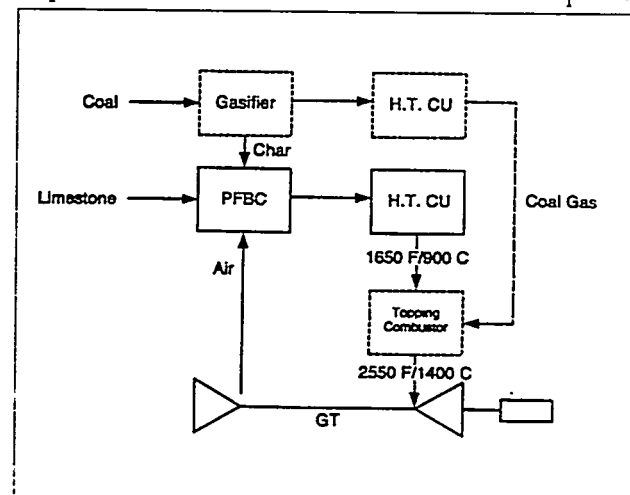 Coal
Gasifier
H.T. CU
Char
Limestone
PFBC
H.T. CU
Coal Gas
Air
1650 F/900 C
Topping
Combustor
2550 F/1400 C
GT